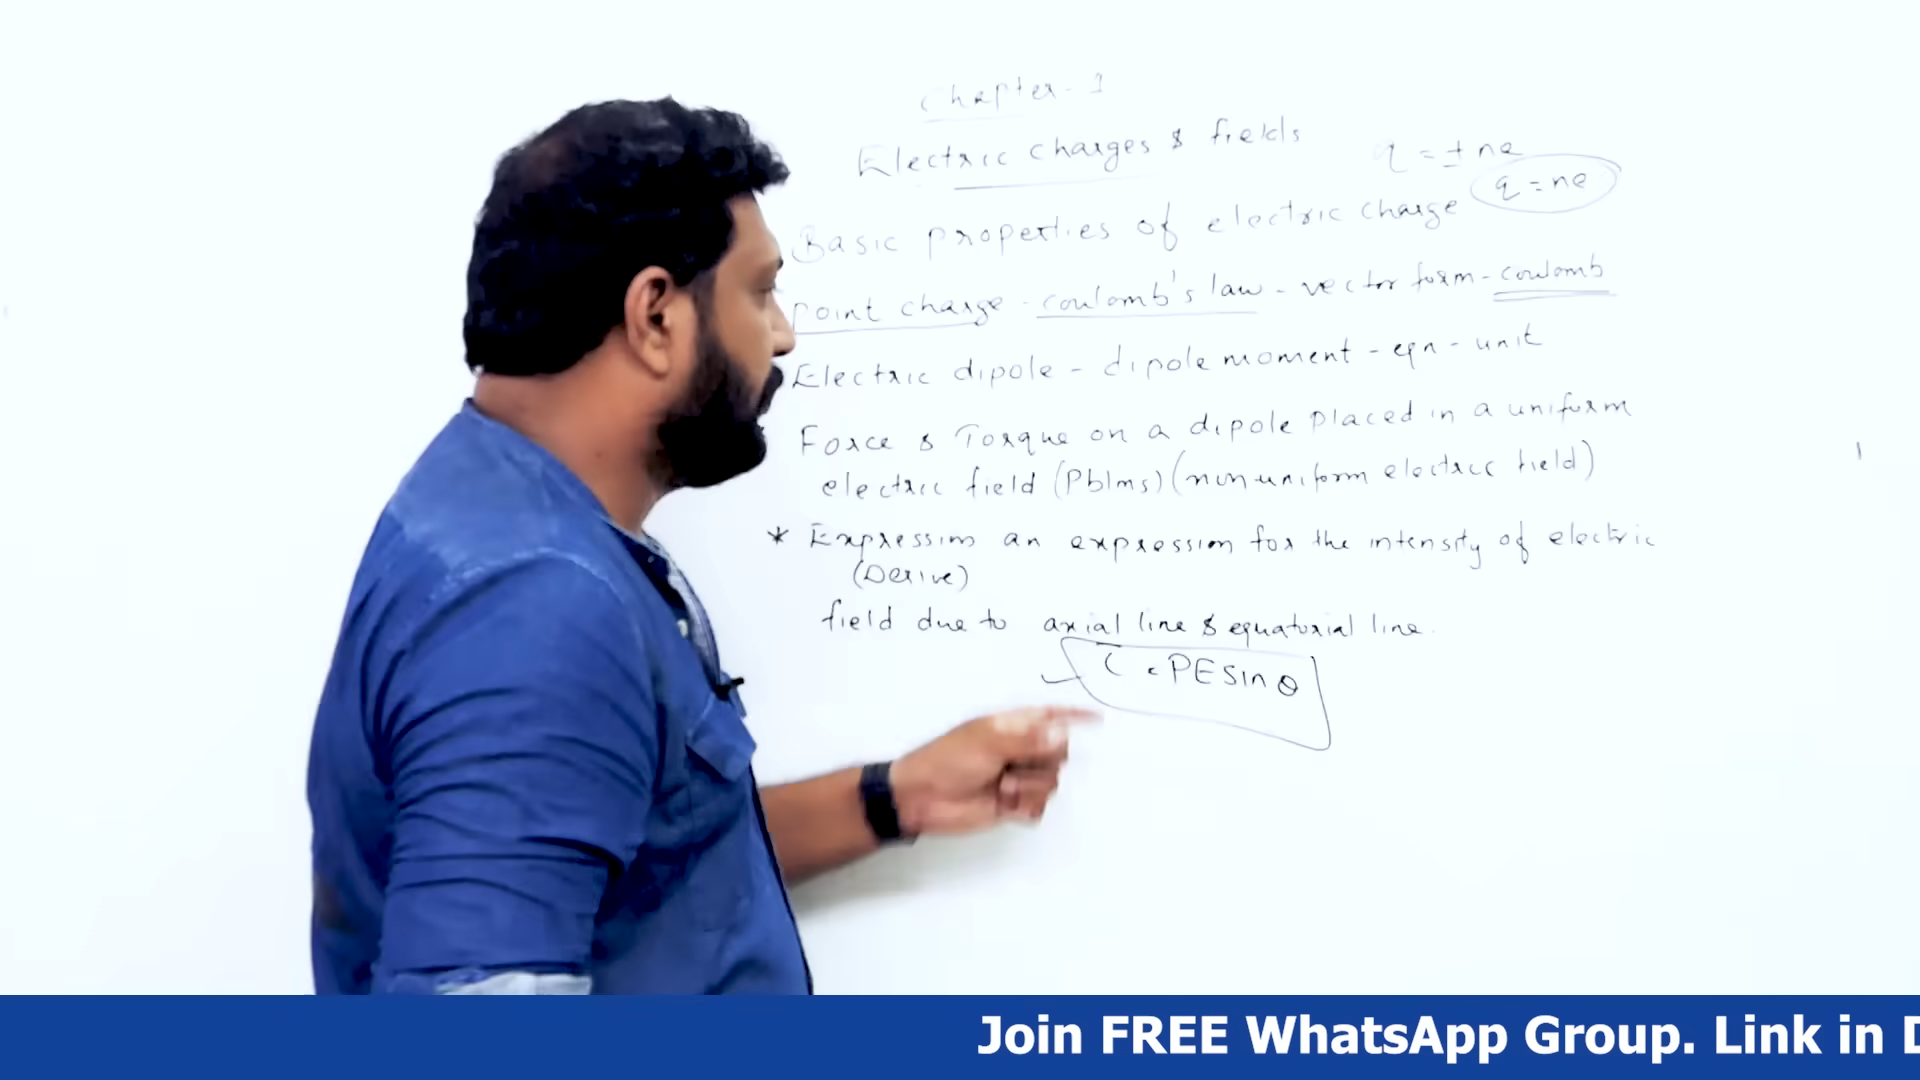 Chapter-1
Electric charges & fields
q = ± ne
q = ne
Basic properties of electric charge
point charge - coulomb's law - vector form - coulomb
Electric dipole - dipole moment - eqn - unit
Force & Torque on a dipole placed in a uniform
electric field (Pblms) (nonuniform electric field)
* Expression an expression for the intensity of electric
(Derive)
field due to axial line & equatorial line.
PE Sin θ
Join FREE WhatsApp Group. Link in D